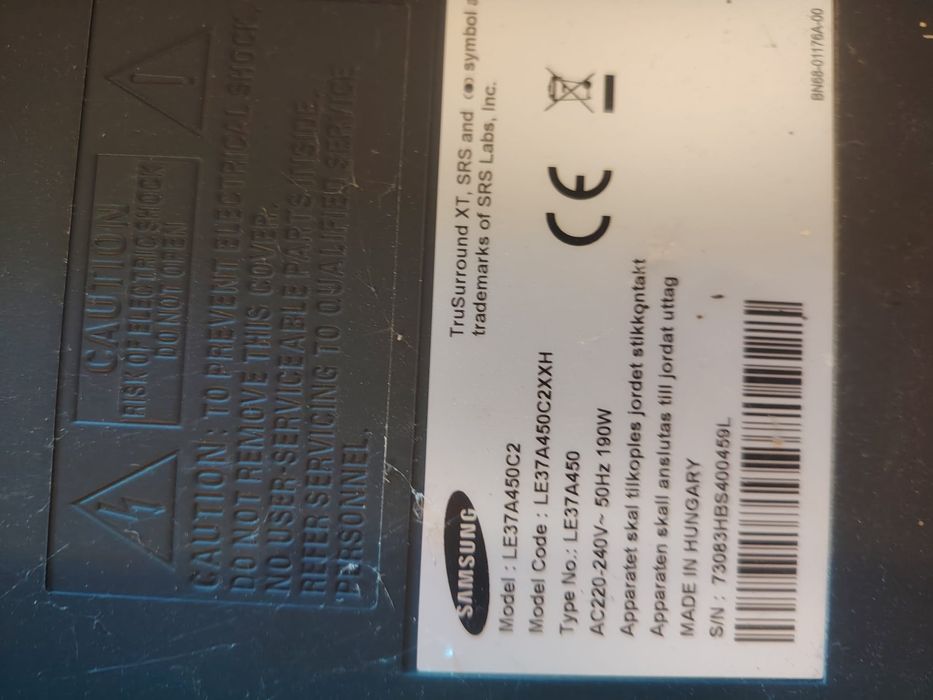 CAUTION
RISK OF ELECTRIC SHOCK
DO NOT OPEN
CAUTION: TO PREVENT ELECTRICAL SHOCK,
DO NOT REMOVE THIS COVER.
NO USER-SERVICEABLE PARTS INSIDE.
REFER SERVICING TO QUALIFIED SERVICE
PERSONNEL.
SAMSUNG
TruSurround XT, SRS and (●) symbol a
trademarks of SRS Labs, Inc.
Model : LE37A450C2
Model Code : LE37A450C2XXH
Type No.: LE37A450
AC220-240V~ 50Hz 190W
CE
Apparatet skal tilkoples jordet stikkontakt
Apparaten skall anslutas till jordat uttag
MADE IN HUNGARY
S/N : 73083HBS400459L
BN68-01176A-00